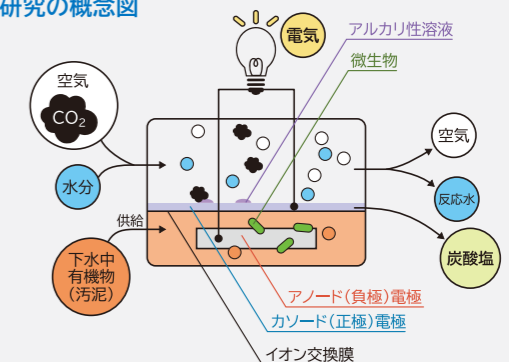 研究の概念図
電気
アルカリ性溶液
微生物
空気
CO₂
水分
供給
下水中
有機物
(汚泥)
空気
反応水
炭酸塩
アノード(負極)電極
カソード(正極)電極
イオン交換膜